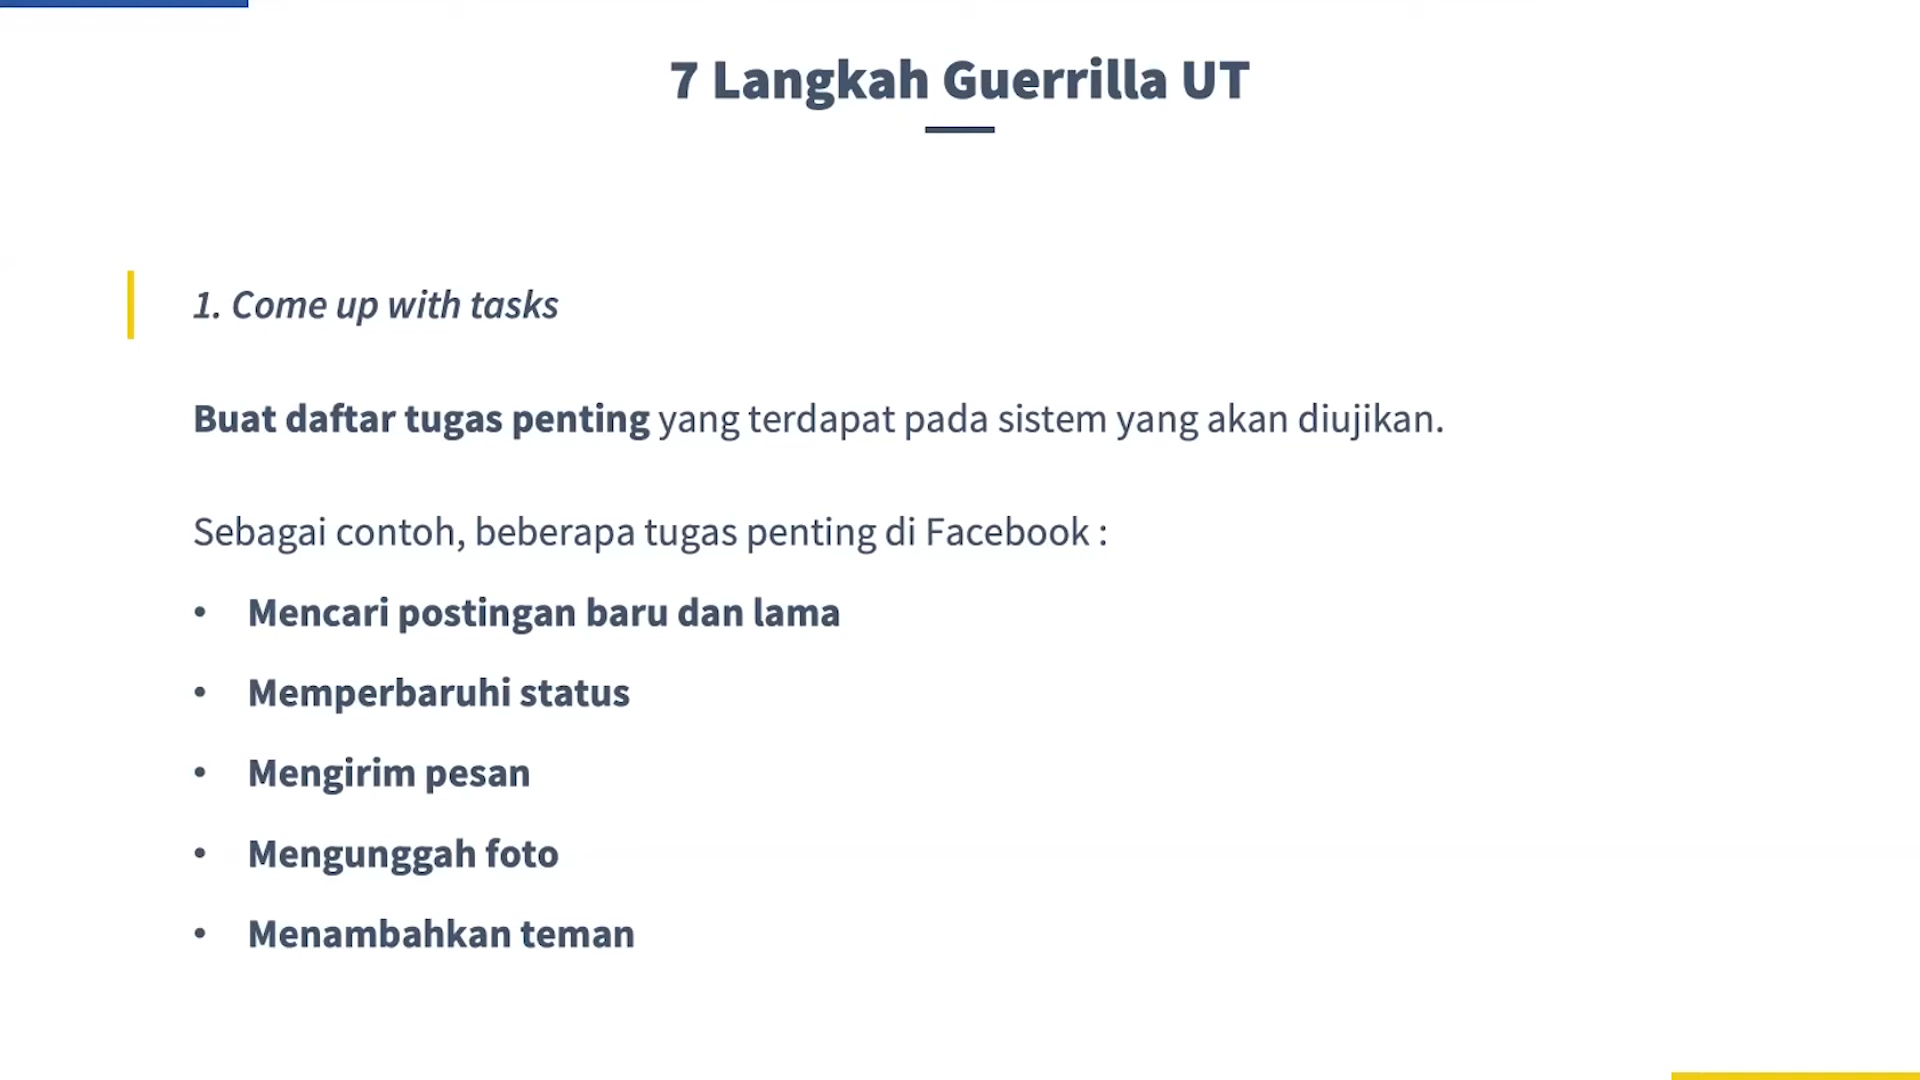 7 Langkah Guerrilla UT
1. Come up with tasks
Buat daftar tugas penting yang terdapat pada sistem yang akan diujikan.
Sebagai contoh, beberapa tugas penting di Facebook :
• Mencari postingan baru dan lama
• Memperbaruhi status
• Mengirim pesan
• Mengunggah foto
• Menambahkan teman